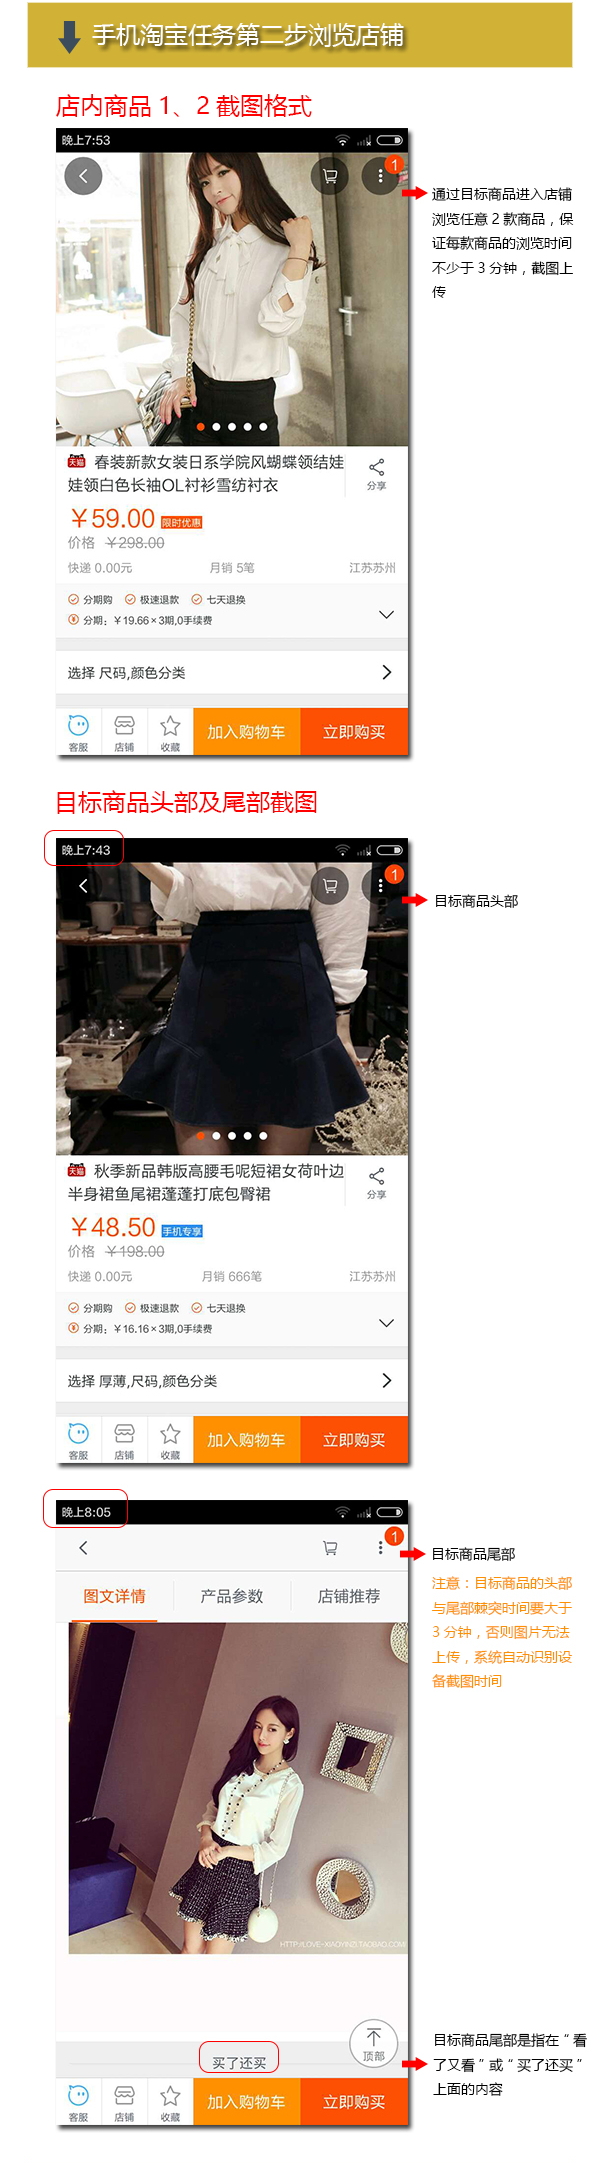 手机淘宝任务第二步浏览店铺
店内商品 1、2 截图格式
晚上7:53
1
通过目标商品进入店铺
浏览任意 2 款商品，保
证每款商品的浏览时间
不少于 3 分钟，截图上
传
天猫 春装新款女装日系学院风蝴蝶领结娃
娃领白色长袖OL衬衫雪纺衬衣
分享
￥59.00 限时优惠
价格 ￥298.00
快递 0.00元 月销 5笔 江苏苏州
分期购 极速退款 七天退换
分期：￥19.66×3期,0手续费
选择 尺码,颜色分类
客服 店铺 收藏 加入购物车 立即购买
目标商品头部及尾部截图
晚上7:43
1
目标商品头部
天猫 秋季新品韩版高腰毛呢短裙女荷叶边
半身裙鱼尾裙蓬蓬打底包臀裙
分享
￥48.50 手机专享
价格 ￥198.00
快递 0.00元 月销 666笔 江苏苏州
分期购 极速退款 七天退换
分期：￥16.16×3期,0手续费
选择 厚薄,尺码,颜色分类
客服 店铺 收藏 加入购物车 立即购买
晚上8:05
1
目标商品尾部
注意：目标商品的头部
与尾部棘突时间要大于
3 分钟，否则图片无法
上传，系统自动识别设
备截图时间
图文详情 产品参数 店铺推荐
HTTP://LOVE-XIAOYINZI.TAOBAO.COM
顶部
买了还买
目标商品尾部是指在“看
了又看”或“买了还买”
上面的内容
客服 店铺 收藏 加入购物车 立即购买